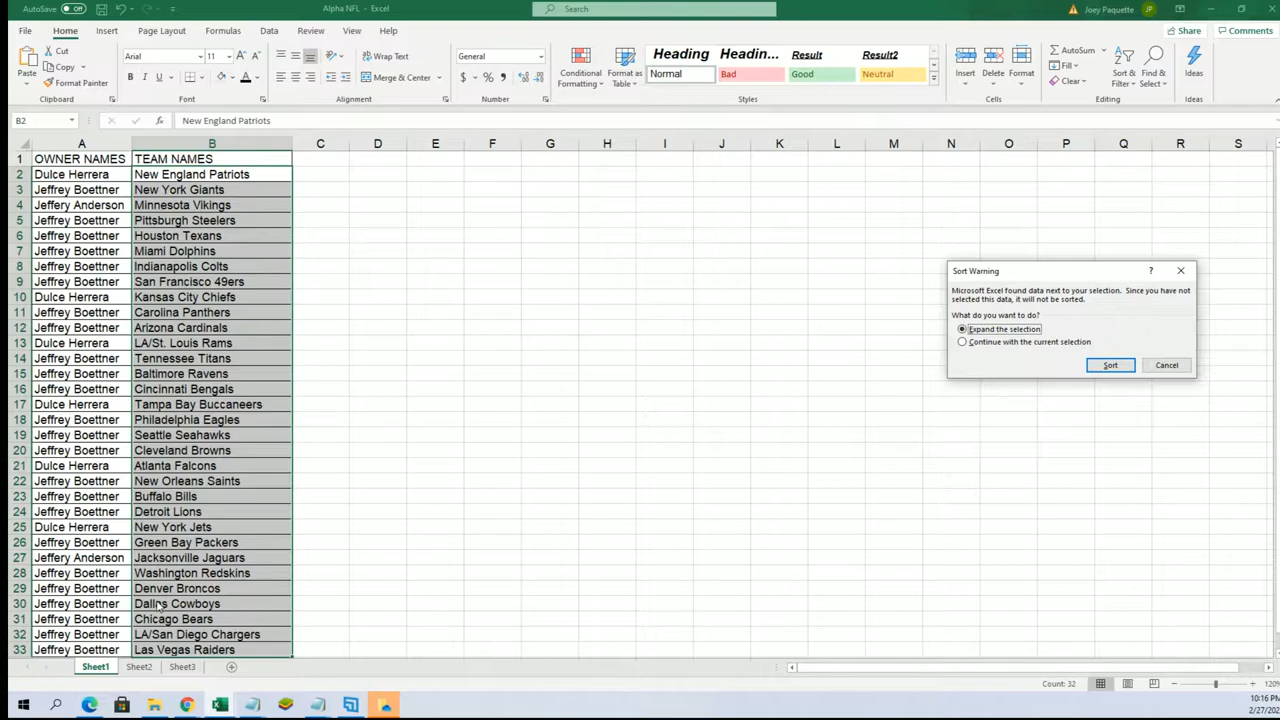 AutoSave Off
Alpha NFL - Excel
Search
Joey Paquette JP
File Home Insert Page Layout Formulas Data Review View Help
Share Comments
Paste
Cut
Copy
Format Painter
Clipboard
Arial 11
B I U
Font
Wrap Text
Merge & Center
Alignment
General
$ % ,
Number
Conditional Formatting
Format as Table
Heading Headin... Result Result2
Normal Bad Good Neutral
Styles
Insert Delete Format
Cells
AutoSum
Fill
Clear
Sort & Filter
Find & Select
Editing
Ideas
Ideas
B2 fx New England Patriots
A B C D E F G H I J K L M N O P Q R S
1 OWNER NAMES TEAM NAMES
2 Dulce Herrera New England Patriots
3 Jeffrey Boettner New York Giants
4 Jeffery Anderson Minnesota Vikings
5 Jeffrey Boettner Pittsburgh Steelers
6 Jeffrey Boettner Houston Texans
7 Jeffrey Boettner Miami Dolphins
8 Jeffrey Boettner Indianapolis Colts
9 Jeffrey Boettner San Francisco 49ers
10 Dulce Herrera Kansas City Chiefs
11 Jeffrey Boettner Carolina Panthers
12 Jeffrey Boettner Arizona Cardinals
13 Dulce Herrera LA/St. Louis Rams
14 Jeffrey Boettner Tennessee Titans
15 Jeffrey Boettner Baltimore Ravens
16 Jeffrey Boettner Cincinnati Bengals
17 Dulce Herrera Tampa Bay Buccaneers
18 Jeffrey Boettner Philadelphia Eagles
19 Jeffrey Boettner Seattle Seahawks
20 Jeffrey Boettner Cleveland Browns
21 Dulce Herrera Atlanta Falcons
22 Jeffrey Boettner New Orleans Saints
23 Jeffrey Boettner Buffalo Bills
24 Jeffrey Boettner Detroit Lions
25 Dulce Herrera New York Jets
26 Jeffrey Boettner Green Bay Packers
27 Jeffery Anderson Jacksonville Jaguars
28 Jeffrey Boettner Washington Redskins
29 Jeffrey Boettner Denver Broncos
30 Jeffrey Boettner Dallas Cowboys
31 Jeffrey Boettner Chicago Bears
32 Jeffrey Boettner LA/San Diego Chargers
33 Jeffrey Boettner Las Vegas Raiders
Sort Warning
Microsoft Excel found data next to your selection. Since you have not
selected this data, it will not be sorted.
What do you want to do?
Expand the selection
Continue with the current selection
Sort Cancel
Sheet1 Sheet2 Sheet3
Count: 32
120%
10:16 PM
2/27/202